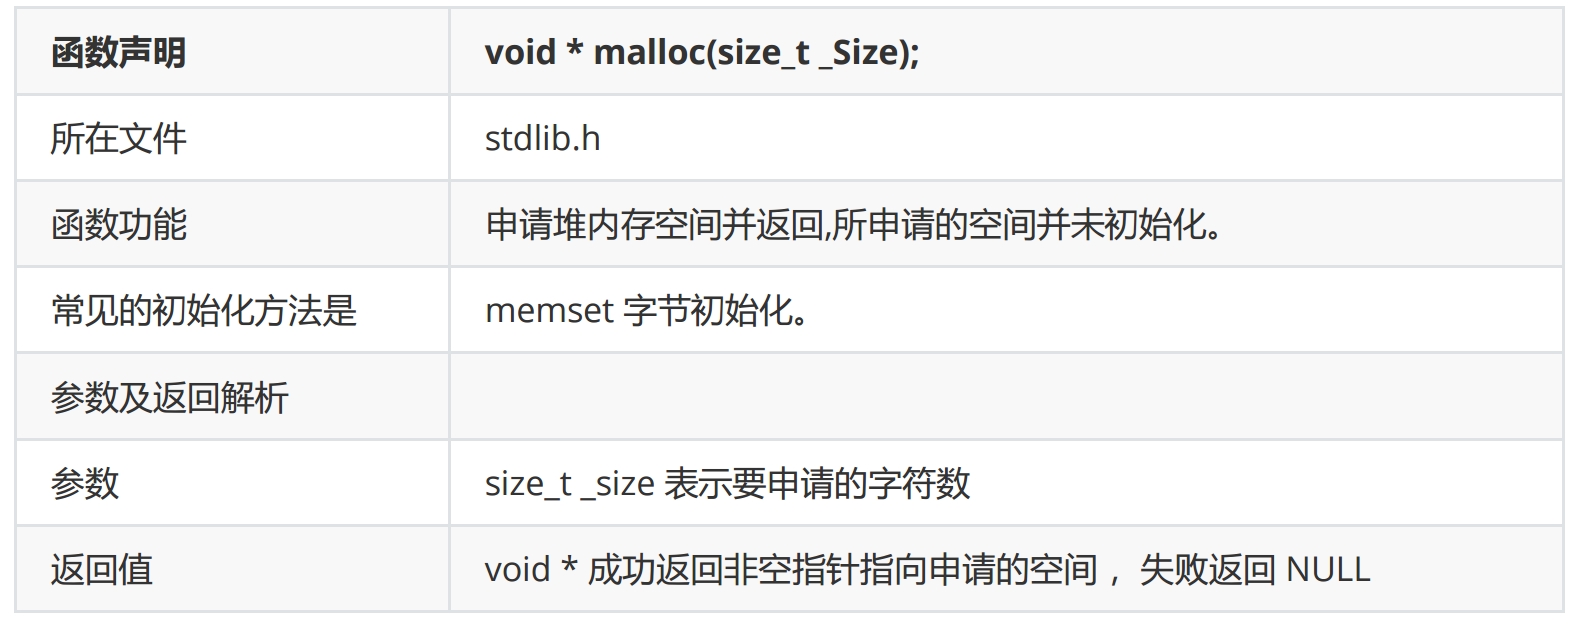 函数声明 void * malloc(size_t _Size);
所在文件 stdlib.h
函数功能 申请堆内存空间并返回,所申请的空间并未初始化。
常见的初始化方法是 memset 字节初始化。
参数及返回解析
参数 size_t _size 表示要申请的字符数
返回值 void * 成功返回非空指针指向申请的空间 ，失败返回 NULL